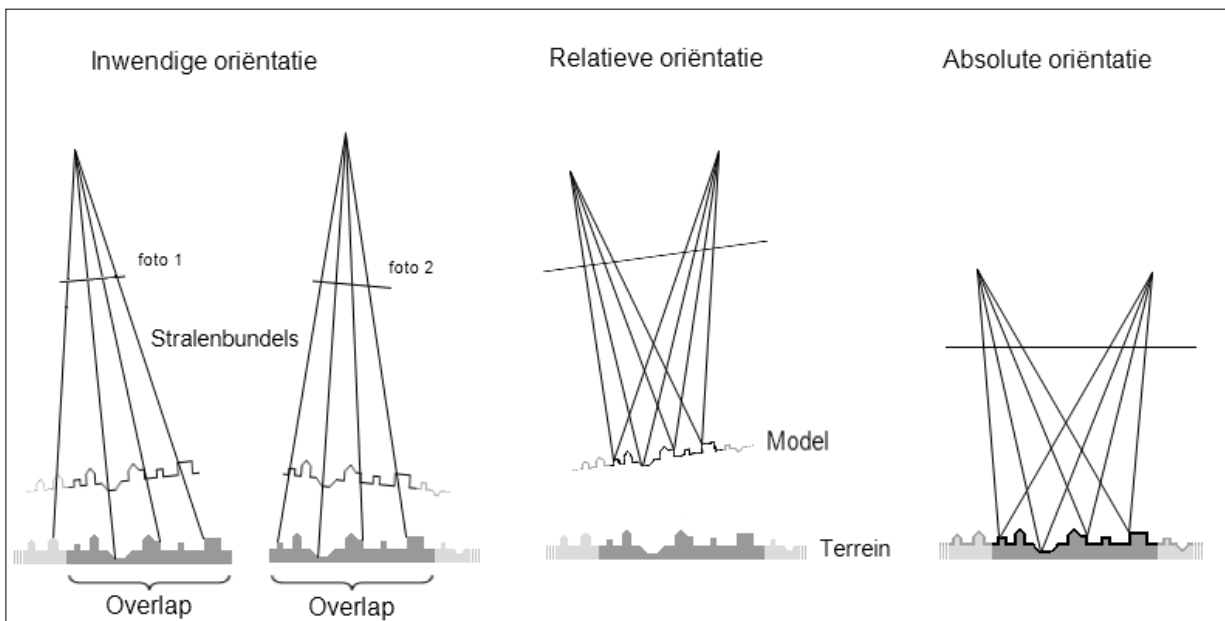 Inwendige oriëntatie
Relatieve oriëntatie
Absolute oriëntatie
foto 1
foto 2
Stralenbundels
Model
Terrein
Overlap
Overlap